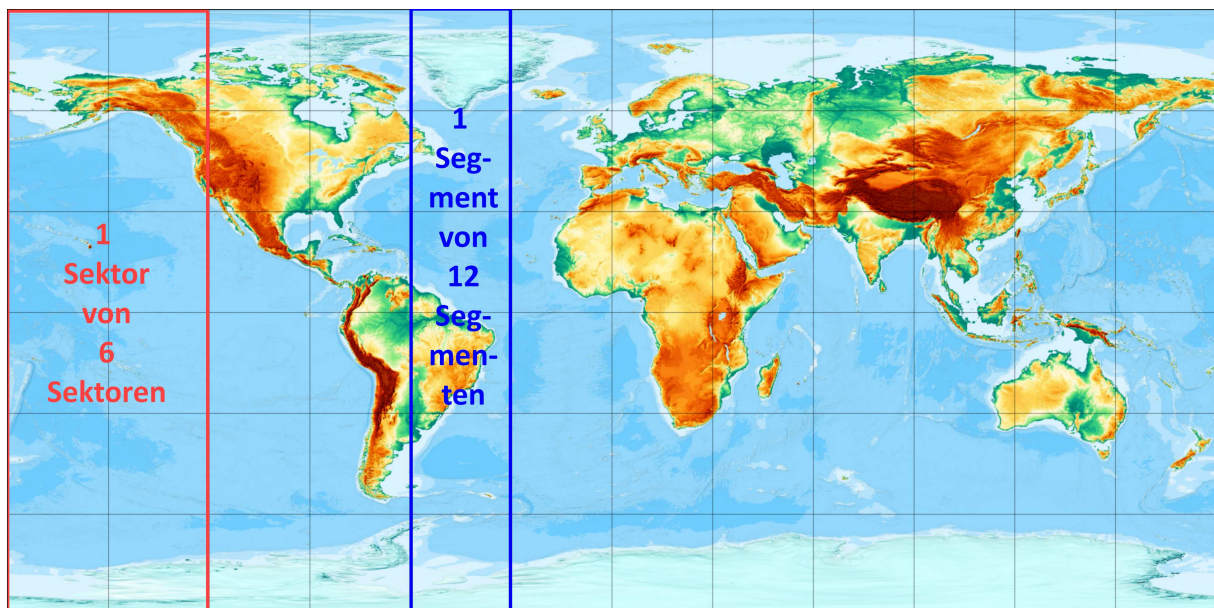 1
Sektor
von
6
Sektoren
1
Seg-
ment
von
12
Seg-
men-
ten